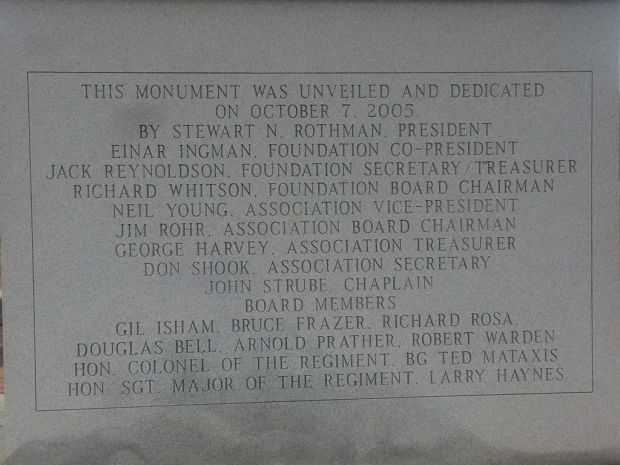 THIS MONUMENT WAS UNVEILED AND DEDICATED
ON OCTOBER 7, 2005
BY STEWART N. ROTHMAN, PRESIDENT
EINAR INGMAN, FOUNDATION CO-PRESIDENT
JACK REYNOLDSON, FOUNDATION SECRETARY/TREASURER
RICHARD WHITSON, FOUNDATION BOARD CHAIRMAN
NEIL YOUNG, ASSOCIATION VICE-PRESIDENT
JIM ROHR, ASSOCIATION BOARD CHAIRMAN
GEORGE HARVEY, ASSOCIATION TREASURER
DON SHOOK, ASSOCIATION SECRETARY
JOHN STRUBE, CHAPLAIN
BOARD MEMBERS
GIL ISHAM, BRUCE FRAZER, RICHARD ROSA,
DOUGLAS BELL, ARNOLD PRATHER, ROBERT WARDEN
HON. COLONEL OF THE REGIMENT, BG TED MATAXIS
HON. SGT. MAJOR OF THE REGIMENT, LARRY HAYNES